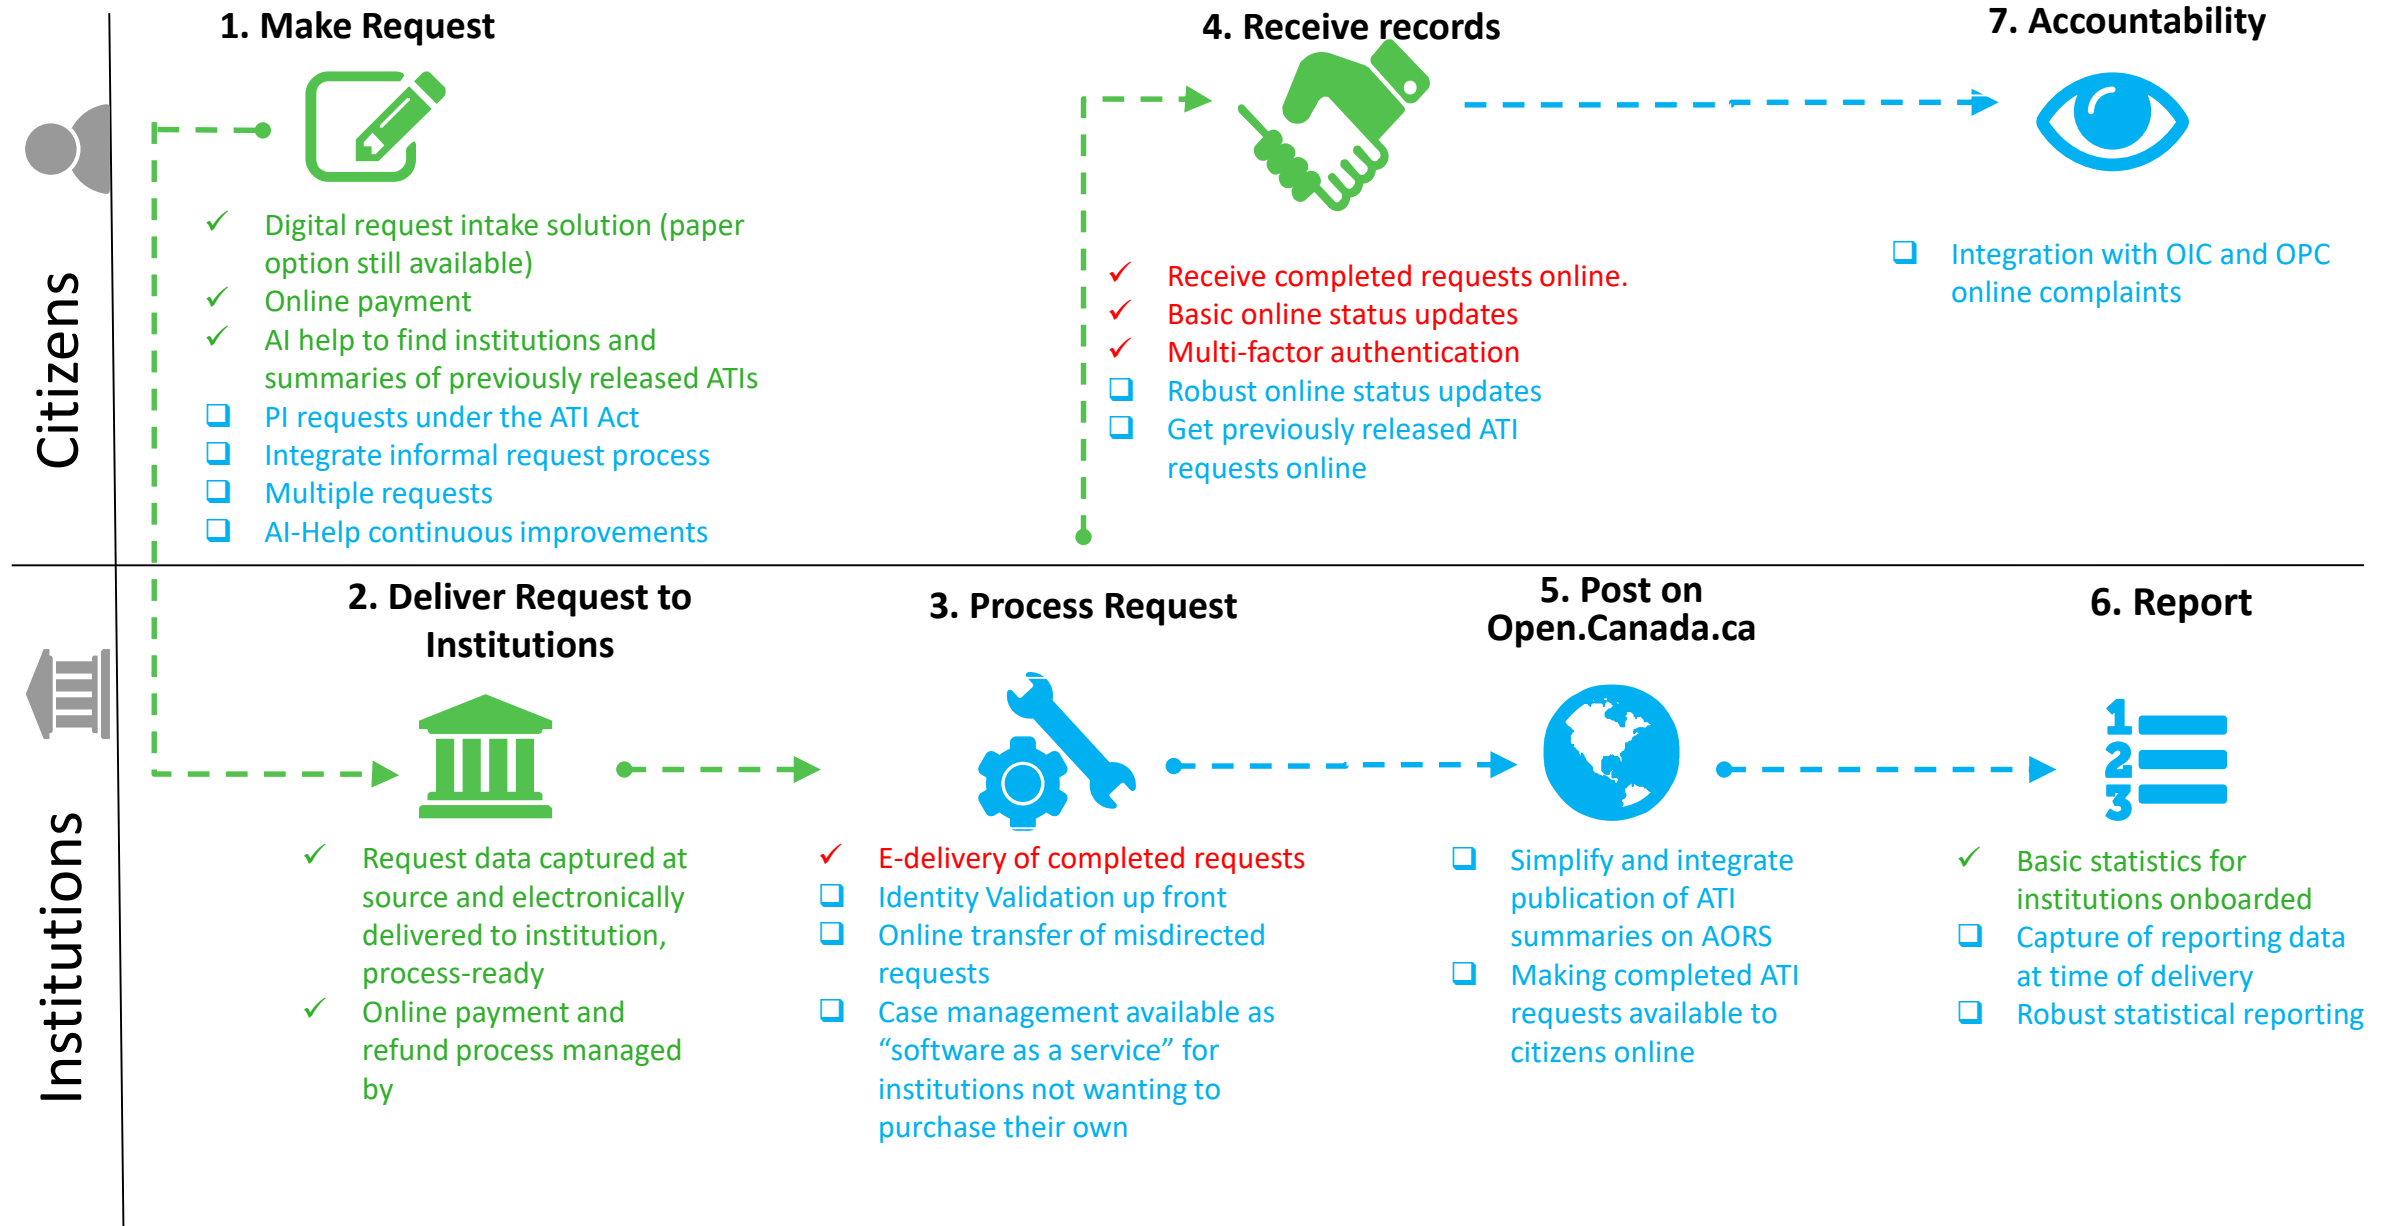 Citizens
1. Make Request
✓ Digital request intake solution (paper
option still available)
✓ Online payment
✓ AI help to find institutions and
summaries of previously released ATIs
❑ PI requests under the ATI Act
❑ Integrate informal request process
❑ Multiple requests
❑ AI-Help continuous improvements
4. Receive records
✓ Receive completed requests online.
✓ Basic online status updates
✓ Multi-factor authentication
❑ Robust online status updates
❑ Get previously released ATI
requests online
7. Accountability
❑ Integration with OIC and OPC
online complaints
Institutions
2. Deliver Request to
Institutions
✓ Request data captured at
source and electronically
delivered to institution,
process-ready
✓ Online payment and
refund process managed
by
3. Process Request
✓ E-delivery of completed requests
❑ Identity Validation up front
❑ Online transfer of misdirected
requests
❑ Case management available as
“software as a service” for
institutions not wanting to
purchase their own
5. Post on
Open.Canada.ca
❑ Simplify and integrate
publication of ATI
summaries on AORS
❑ Making completed ATI
requests available to
citizens online
6. Report
1
2
3
✓ Basic statistics for
institutions onboarded
❑ Capture of reporting data
at time of delivery
❑ Robust statistical reporting